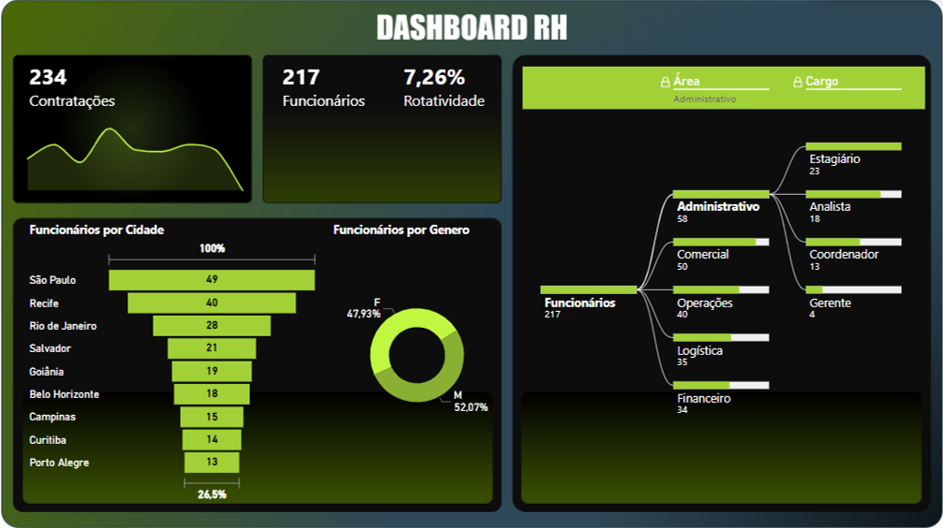 DASHBOARD RH
234
Contratações
217
Funcionários
7,26%
Rotatividade
Funcionários por Cidade
100%
São Paulo 49
Recife 40
Rio de Janeiro 28
Salvador 21
Goiânia 19
Belo Horizonte 18
Campinas 15
Curitiba 14
Porto Alegre 13
26,5%
Funcionários por Genero
F
47,93%
M
52,07%
Área
Administrativo
Cargo
Funcionários
217
Administrativo
58
Comercial
50
Operações
40
Logística
35
Financeiro
34
Estagiário
23
Analista
18
Coordenador
13
Gerente
4